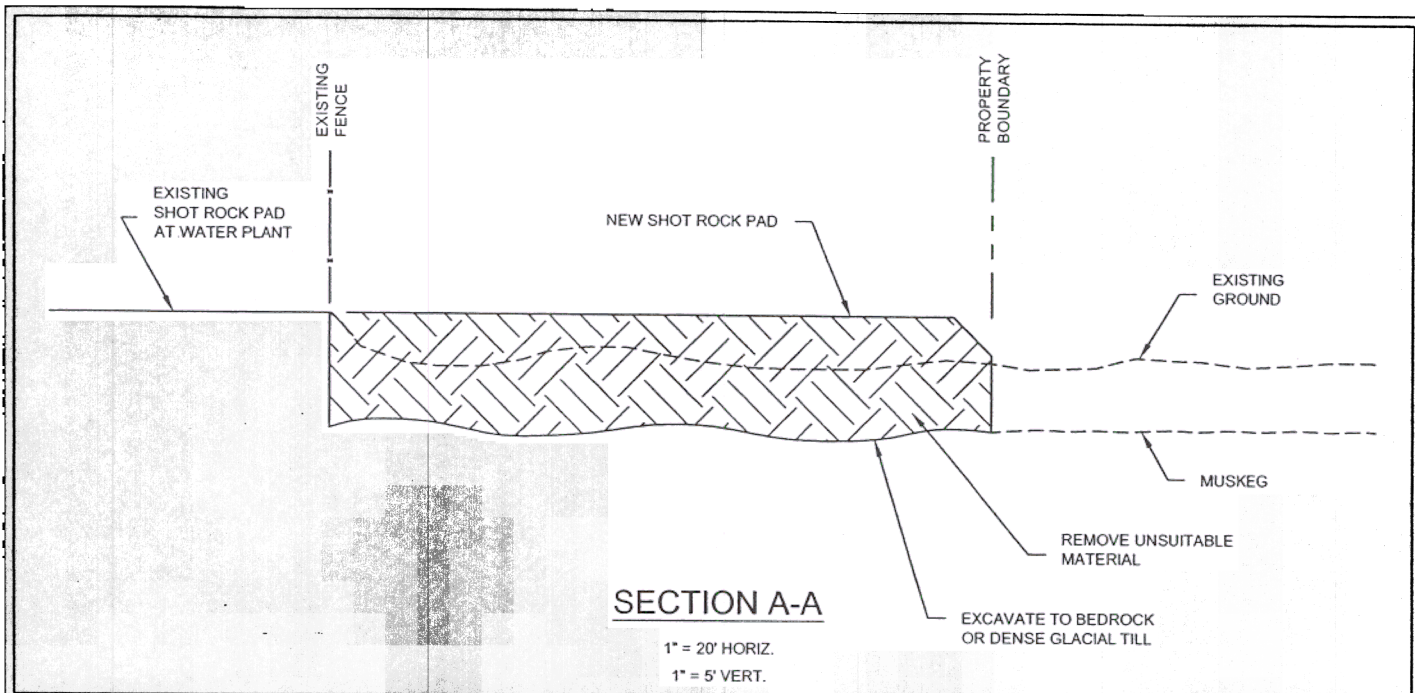 EXISTING
FENCE
PROPERTY
BOUNDARY
EXISTING
SHOT ROCK PAD
AT WATER PLANT
NEW SHOT ROCK PAD
EXISTING
GROUND
MUSKEG
REMOVE UNSUITABLE
MATERIAL
EXCAVATE TO BEDROCK
OR DENSE GLACIAL TILL
SECTION A-A
1" = 20' HORIZ.
1" = 5' VERT.